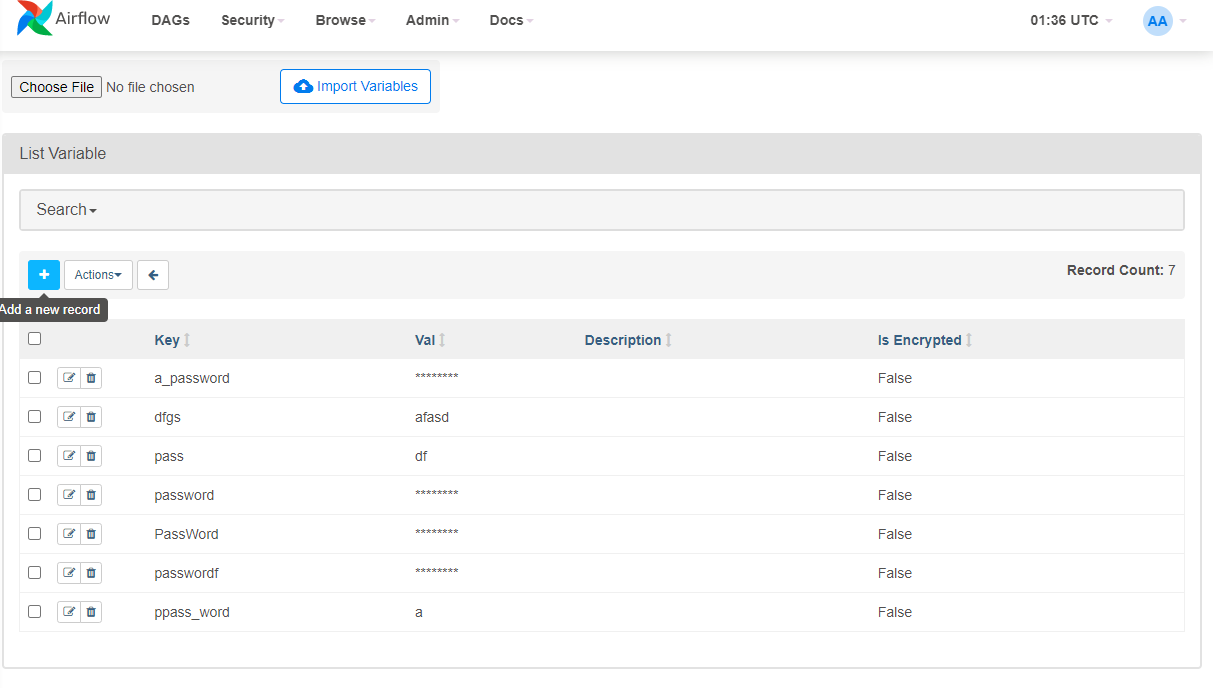 Airflow DAGs Security Browse Admin Docs 01:36 UTC AA
Choose File No file chosen Import Variables
List Variable
Search
+ Actions Record Count: 7
Add a new record
Key Val Description Is Encrypted
a_password ******** False
dfgs afasd False
pass df False
password ******** False
PassWord ******** False
passwordf ******** False
ppass_word a False